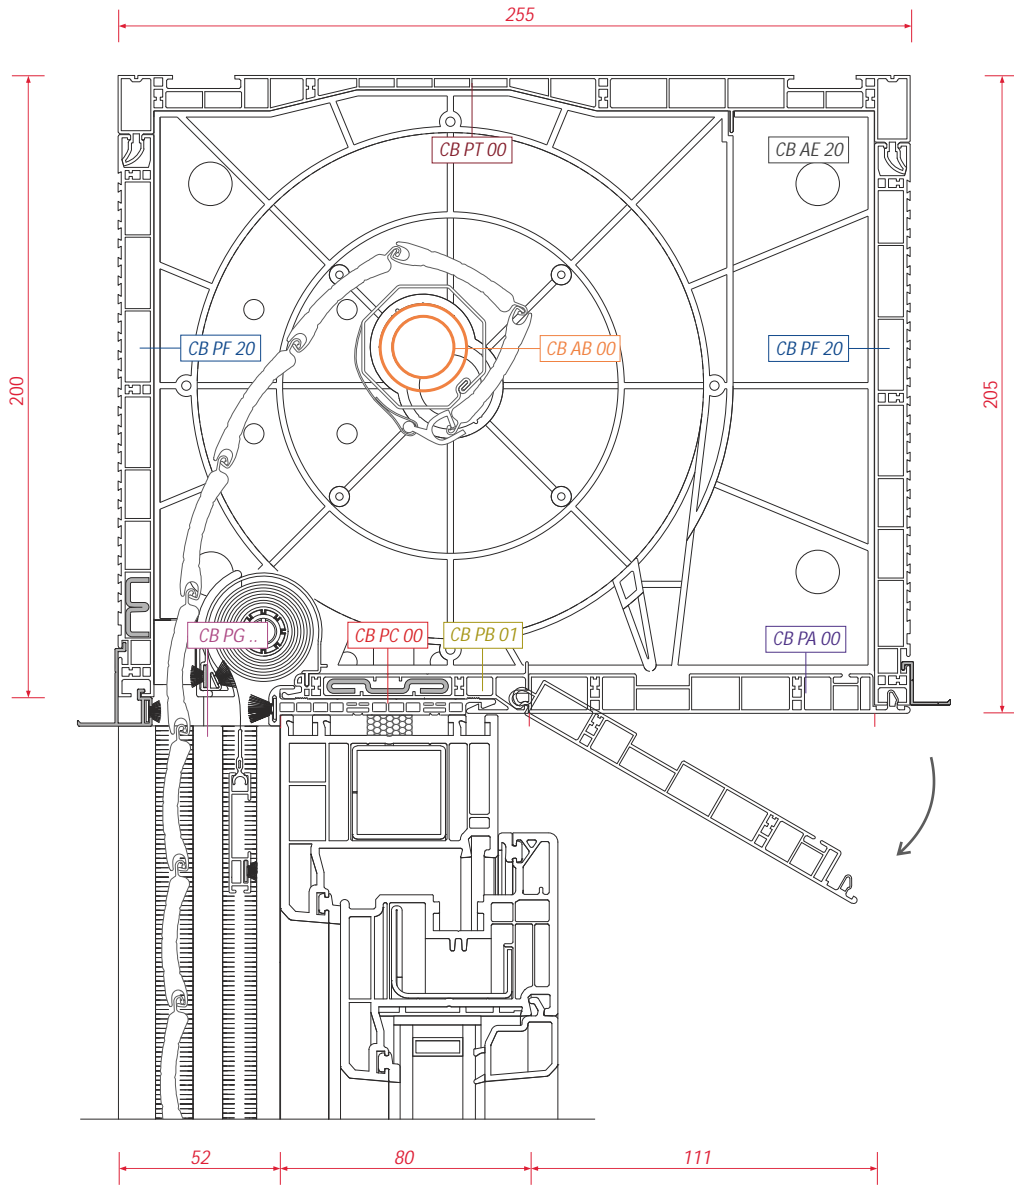 255
CB PT 00
CB AE 20
CB PF 20
CB AB 00
CB PF 20
200
205
CB PG ..
CB PC 00
CB PB 01
CB PA 00
52
80
111